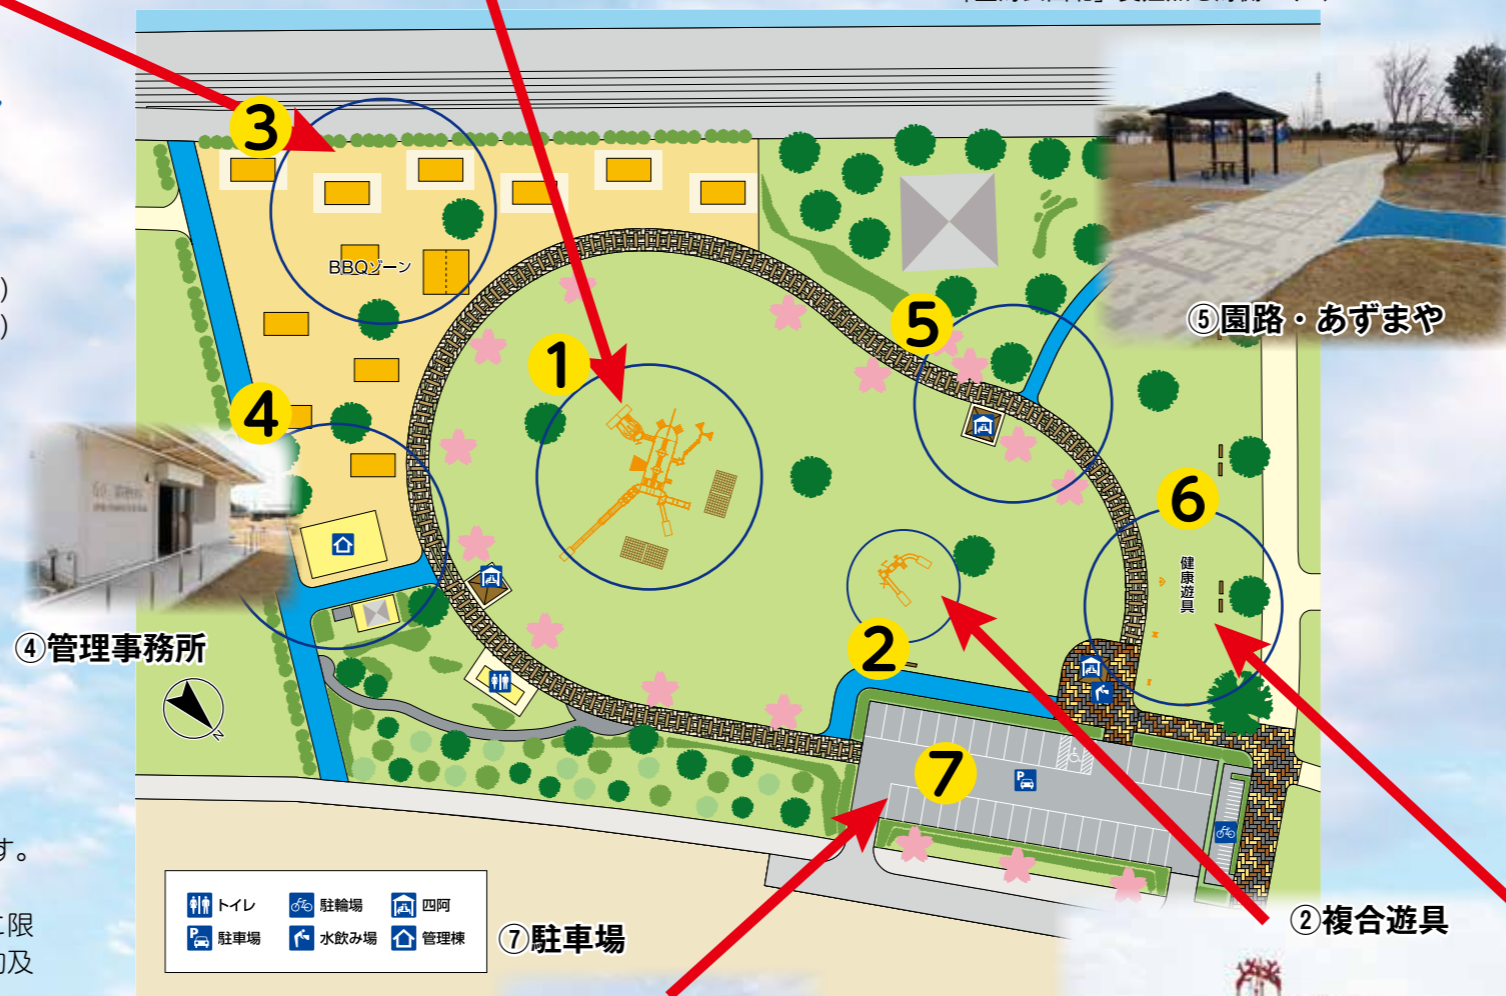 3
)
)
BBQゾーン
1
5
⑤園路・あずまや
4
6
健康遊具
④管理事務所
2
N
7
P
す。
トイレ
駐輪場
四阿
に限
駐車場
水飲み場
管理棟
⑦駐車場
②複合遊具
及